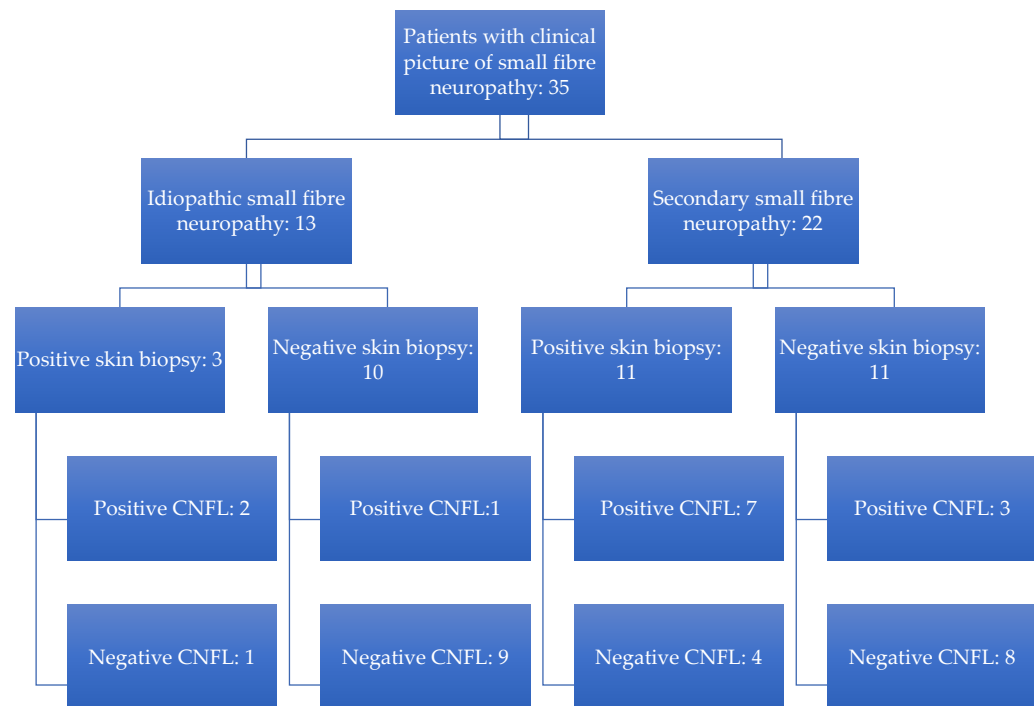 Patients with clinical
picture of small fibre
neuropathy: 35
Idiopathic small fibre
neuropathy: 13
Secondary small fibre
neuropathy: 22
Positive skin biopsy: 3
Negative skin biopsy:
10
Positive skin biopsy:
11
Negative skin biopsy:
11
Positive CNFL: 2
Positive CNFL:1
Positive CNFL: 7
Positive CNFL: 3
Negative CNFL: 1
Negative CNFL: 9
Negative CNFL: 4
Negative CNFL: 8